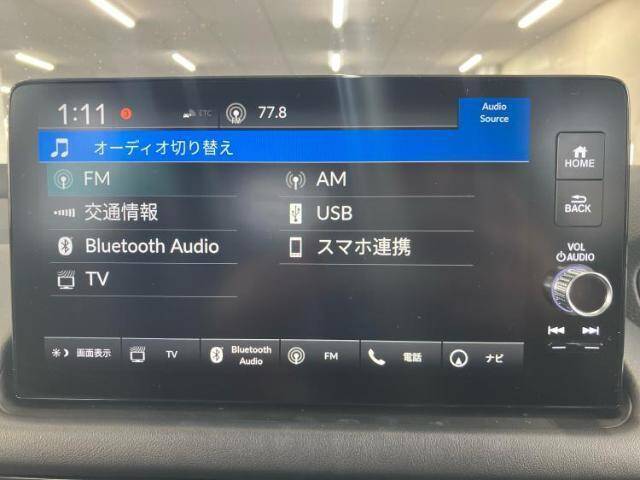 1:11 ETC FM 77.8 Audio Source
オーディオ切り替え
FM AM
交通情報 USB
Bluetooth Audio スマホ連携
TV
HOME
BACK
VOL
AUDIO
画面表示 TV Bluetooth Audio FM 電話 ナビ